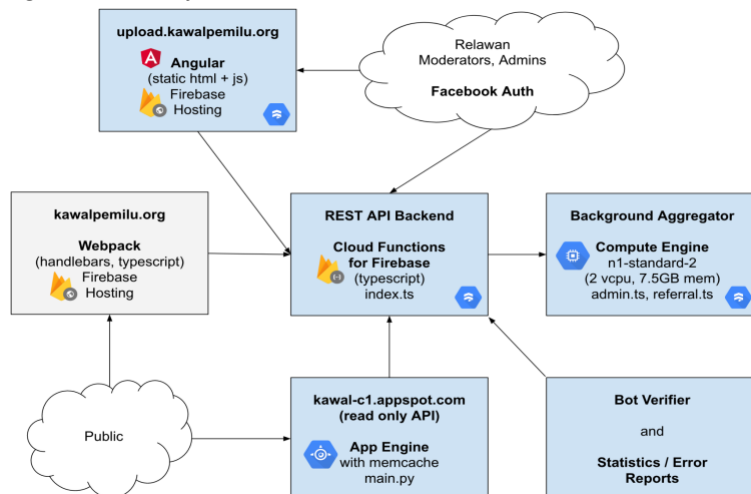 upload.kawalpemilu.org
Angular
(static html + js)
Firebase
Hosting
Relawan
Moderators, Admins
Facebook Auth
kawalpemilu.org
Webpack
(handlebars, typescript)
Firebase
Hosting
REST API Backend
Cloud Functions
for Firebase
(typescript)
index.ts
Background Aggregator
Compute Engine
n1-standard-2
(2 vcpu, 7.5GB mem)
admin.ts, referral.ts
Public
kawal-c1.appspot.com
(read only API)
App Engine
with memcache
main.py
Bot Verifier
and
Statistics / Error
Reports